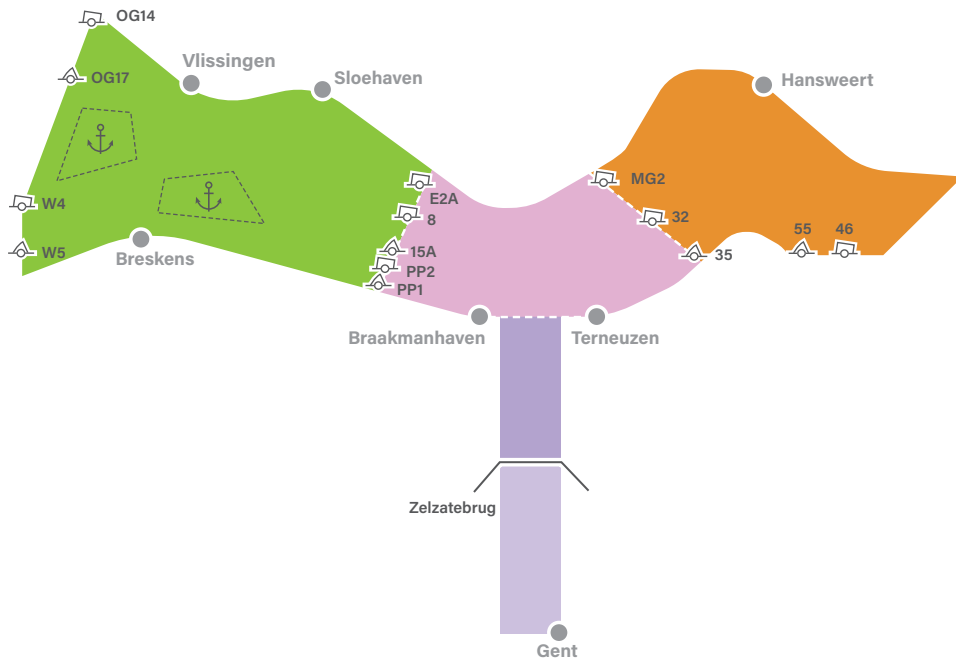 OG14
Vlissingen
OG17
Sloehaven
Hansweert
MG2
E2A
W4
8
32
55
46
W5
15A
35
Breskens
PP2
PP1
Braakmanhaven
Terneuzen
Zelzatebrug
Gent